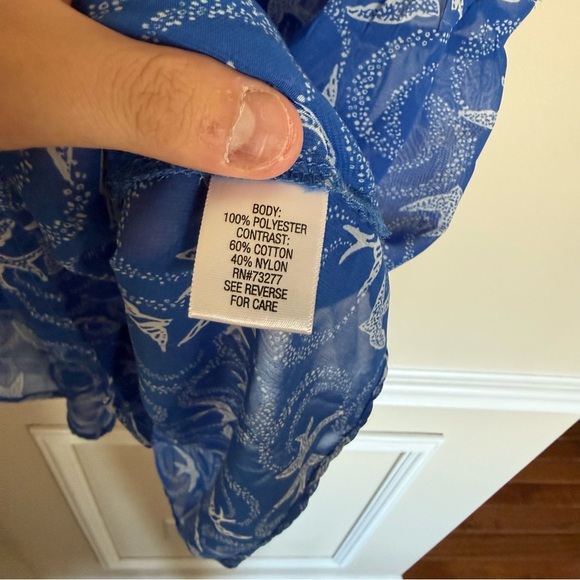 BODY:
100% POLYESTER
CONTRAST:
60% COTTON
40% NYLON
RN#73277
SEE REVERSE
FOR CARE